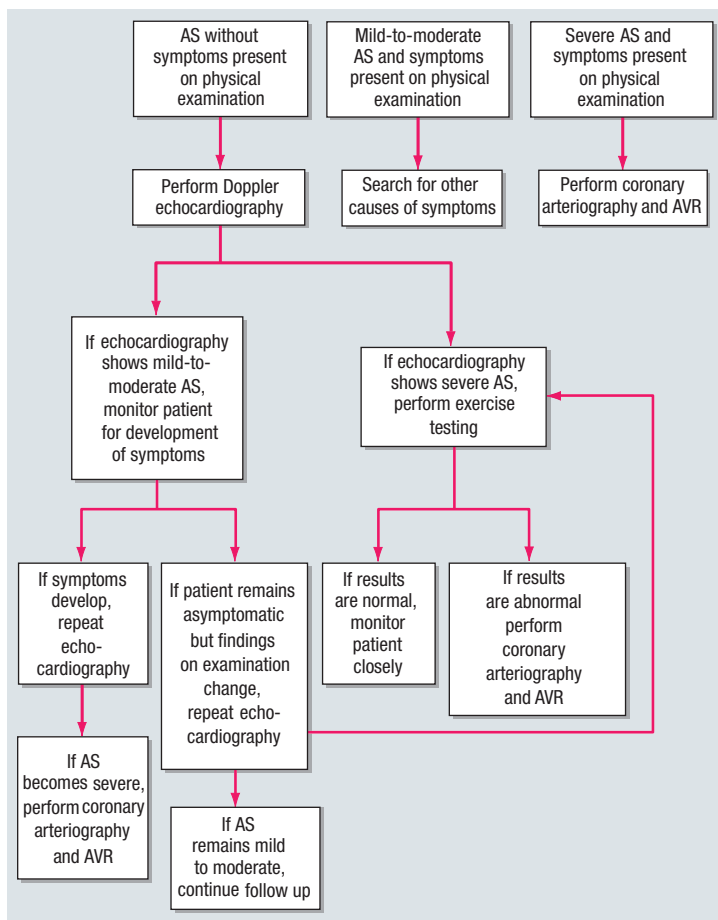 AS without
symptoms present
on physical
examination
Mild-to-moderate
AS and symptoms
present on physical
examination
Severe AS and
symptoms present
on physical
examination
Perform Doppler
echocardiography
Search for other
causes of symptoms
Perform coronary
arteriography and AVR
If echocardiography
shows mild-to-
moderate AS,
monitor patient
for development
of symptoms
If echocardiography
shows severe AS,
perform exercise
testing
If symptoms
develop,
repeat
echo-
cardiography
If patient remains
asymptomatic
but findings
on examination
change,
repeat echo-
cardiography
If results
are normal,
monitor
patient
closely
If results
are abnormal
perform
coronary
arteriography
and AVR
If AS
becomes severe,
perform coronary
arteriography
and AVR
If AS
remains mild
to moderate,
continue follow up